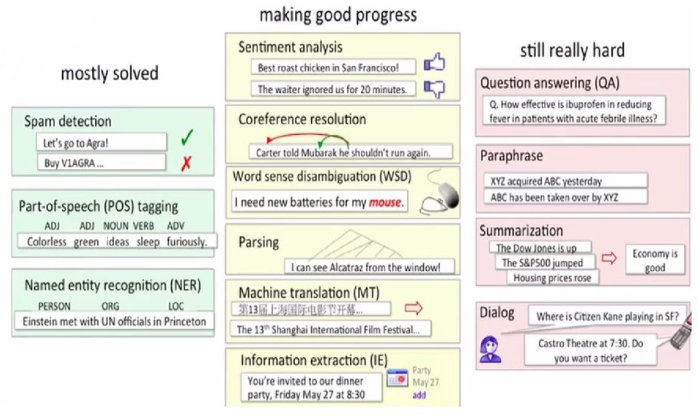 making good progress
mostly solved
still really hard
Spam detection
Let's go to Agra!
Buy V1AGRA ...
Part-of-speech (POS) tagging
ADJ ADJ NOUN VERB ADV
Colorless green ideas sleep furiously.
Named entity recognition (NER)
PERSON ORG LOC
Einstein met with UN officials in Princeton
Sentiment analysis
Best roast chicken in San Francisco!
The waiter ignored us for 20 minutes.
Coreference resolution
Carter told Mubarak he shouldn't run again.
Word sense disambiguation (WSD)
I need new batteries for my mouse.
Parsing
I can see Alcatraz from the window!
Machine translation (MT)
第13届上海国际电影节开幕...
The 13th Shanghai International Film Festival...
Information extraction (IE)
You're invited to our dinner
party, Friday May 27 at 8:30
Party
May 27
add
Question answering (QA)
Q. How effective is ibuprofen in reducing
fever in patients with acute febrile illness?
Paraphrase
XYZ acquired ABC yesterday
ABC has been taken over by XYZ
Summarization
The Dow Jones is up
The S&P500 jumped
Housing prices rose
Economy is
good
Dialog
Where is Citizen Kane playing in SF?
Castro Theatre at 7:30. Do
you want a ticket?